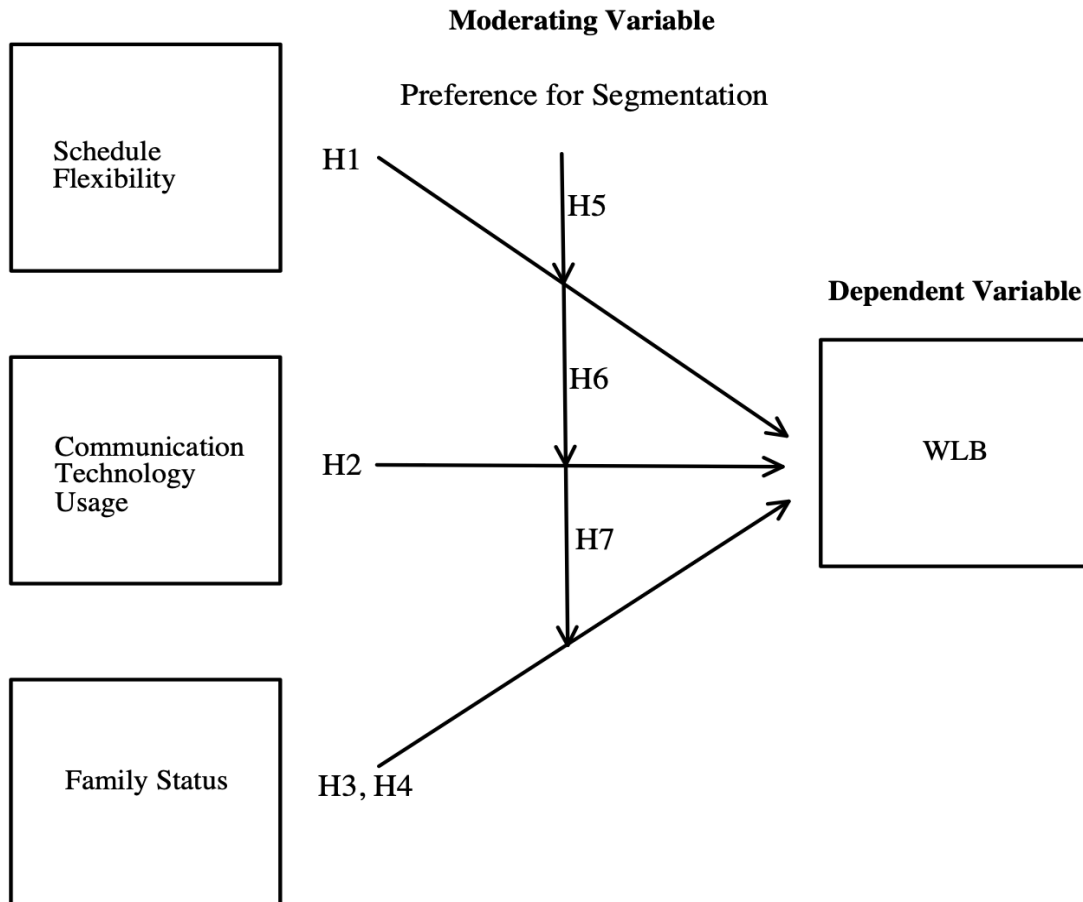 Moderating Variable
Preference for Segmentation
Schedule
Flexibility
H1
H5
Dependent Variable
H6
Communication
Technology
Usage
H2
WLB
H7
Family Status
H3, H4